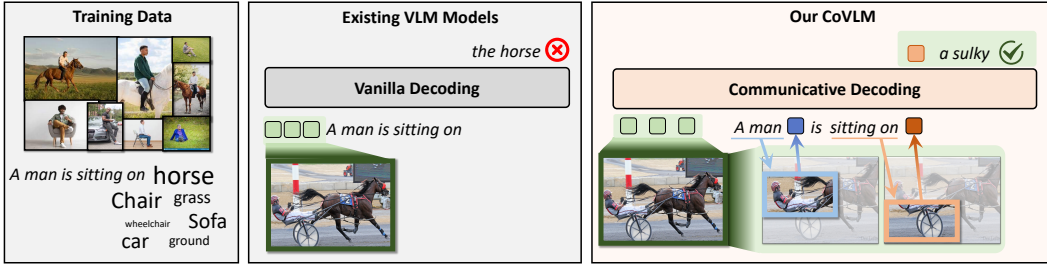 Training Data
A man is sitting on horse
Chair grass
wheelchair Sofa
car ground
Existing VLM Models
the horse
Vanilla Decoding
A man is sitting on
Our CoVLM
a sulky
Communicative Decoding
A man is sitting on